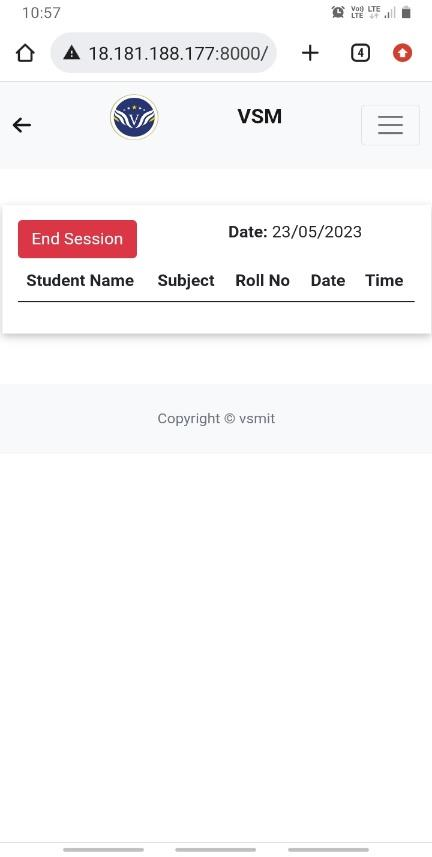 10:57
Vo) LTE
LTE
18.181.188.177:8000/
4
V
VSM
End Session
Date: 23/05/2023
Student Name Subject Roll No Date Time
Copyright © vsmit